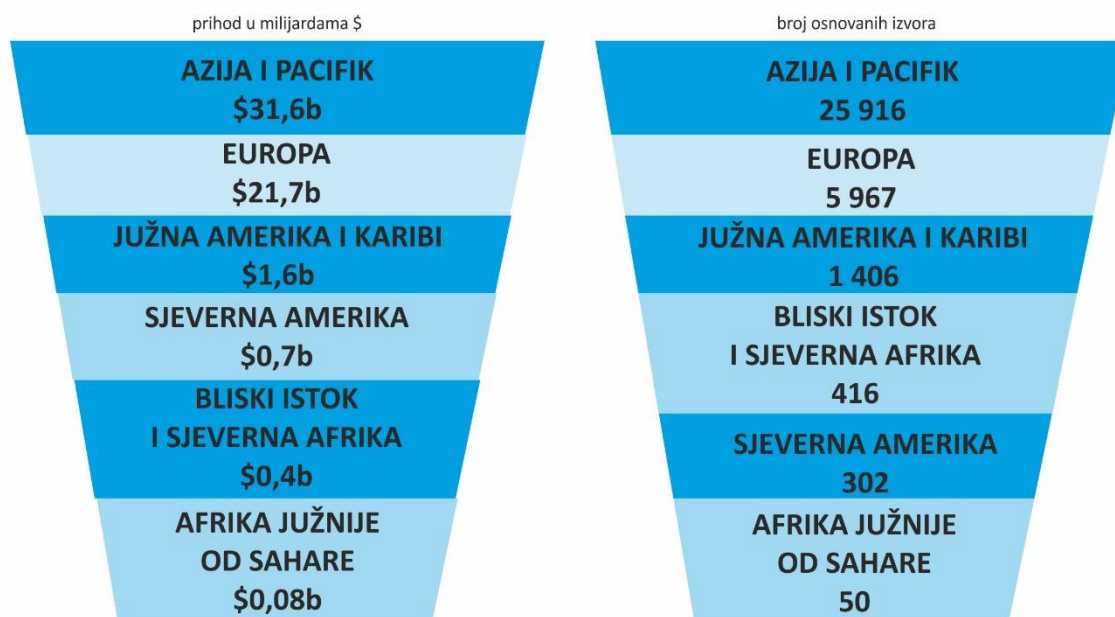 prihod u milijardama $
AZIJA I PACIFIK
$31,6b
EUROPA
$21,7b
JUŽNA AMERIKA I KARIBI
$1,6b
SJEVERNA AMERIKA
$0,7b
BLISKI ISTOK
I SJEVERNA AFRIKA
$0,4b
AFRIKA JUŽNIJE
OD SAHARE
$0,08b
broj osnovanih izvora
AZIJA I PACIFIK
25 916
EUROPA
5 967
JUŽNA AMERIKA I KARIBI
1 406
BLISKI ISTOK
I SJEVERNA AFRIKA
416
SJEVERNA AMERIKA
302
AFRIKA JUŽNIJE
OD SAHARE
50